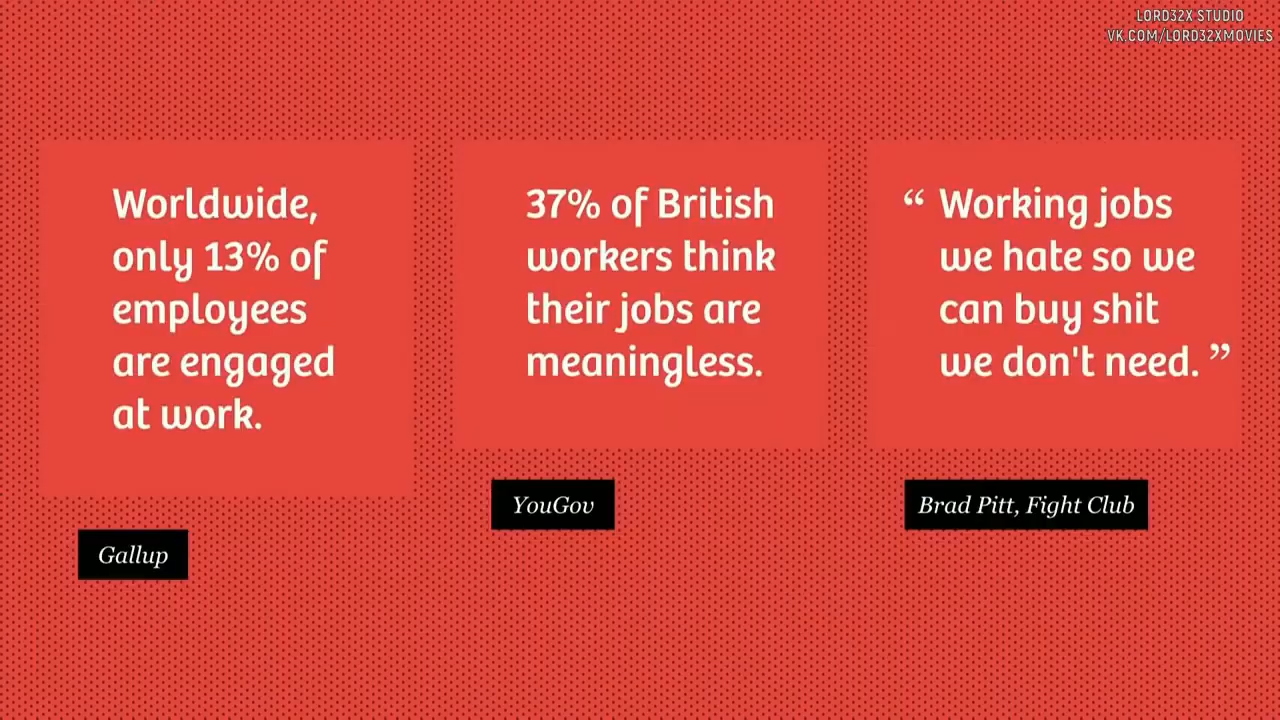 LORD32X STUDIO
VK.COM/LORD32XMOVIES
Worldwide,
only 13% of
employees
are engaged
at work.
Gallup
37% of British
workers think
their jobs are
meaningless.
YouGov
“ Working jobs
we hate so we
can buy shit
we don't need. ”
Brad Pitt, Fight Club